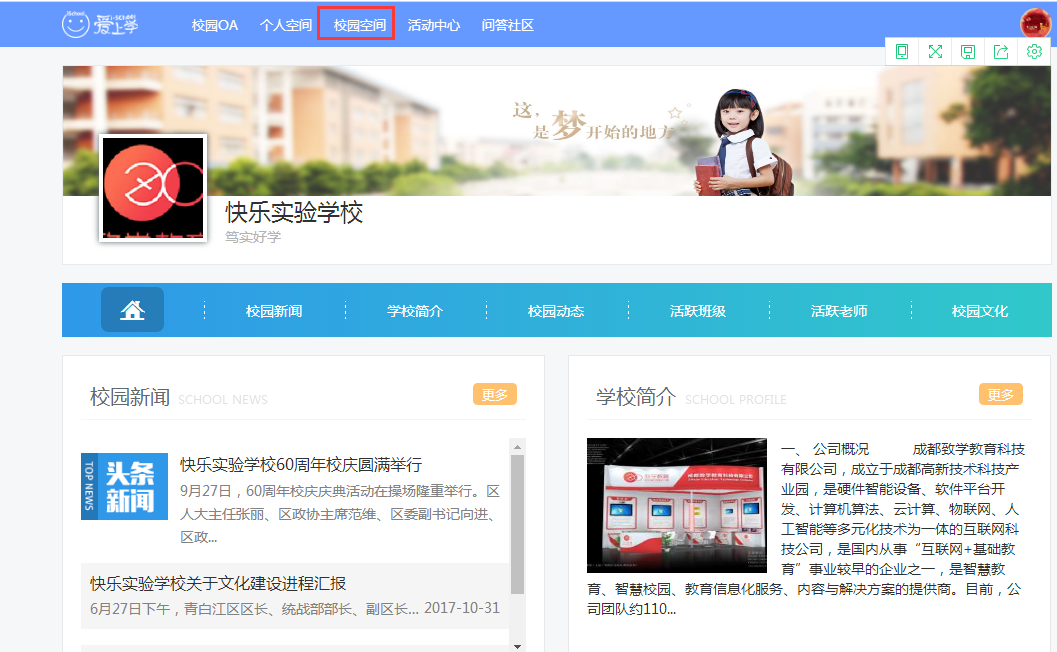 i-SCHOOL
爱上学
校园OA 个人空间 校园空间 活动中心 问答社区
这，
是梦开始的地方
快乐实验学校
笃实好学
校园新闻 学校简介 校园动态 活跃班级 活跃老师 校园文化
校园新闻 SCHOOL NEWS 更多
TOP NEWS
头条
新闻
快乐实验学校60周年校庆圆满举行
9月27日，60周年校庆庆典活动在操场隆重举行。区
人大主任张丽、区政协主席范维、区委副书记向进、
区政...
快乐实验学校关于文化建设进程汇报
6月27日下午，青白江区区长、统战部部长、副区长... 2017-10-31
学校简介 SCHOOL PROFILE 更多
成都致学教育科技有限公司
一、 公司概况 成都致学教育科技
有限公司，成立于成都高新技术科技产
业园，是硬件智能设备、软件平台开
发、计算机算法、云计算、物联网、人
工智能等多元化技术为一体的互联网科
技公司，是国内从事“互联网+基础教
育”事业较早的企业之一，是智慧教
育、智慧校园、教育信息化服务、内容与解决方案的提供商。目前，公
司团队约110...